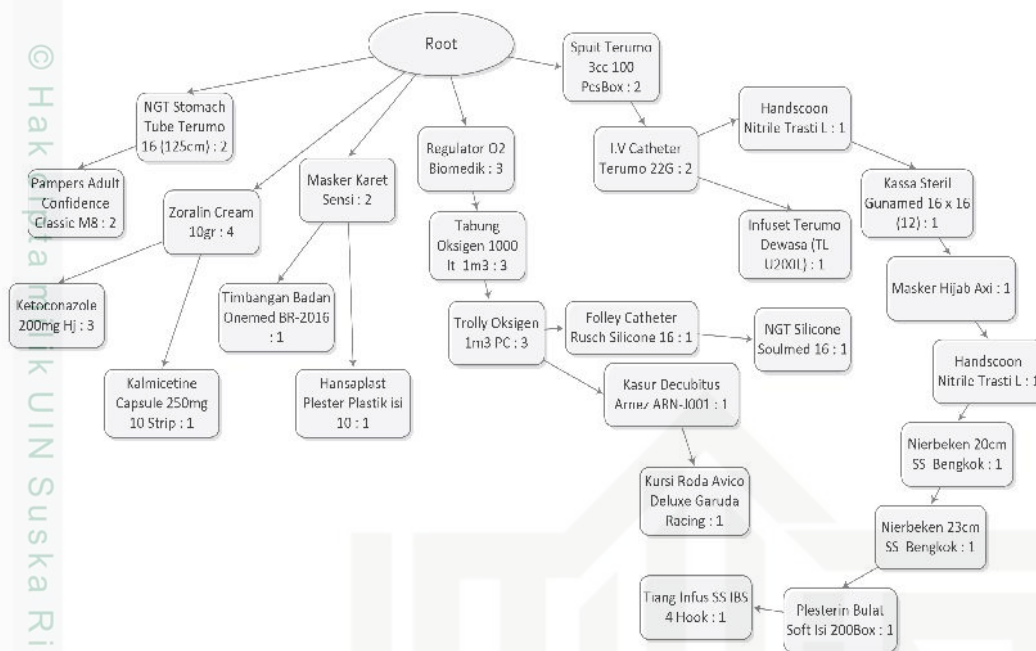 © Hak cipta milik UIN Suska Ri
Root
Spuit Terumo
3cc 100
PcsBox : 2
NGT Stomach
Tube Terumo
16 (125cm) : 2
Pampers Adult
Confidence
Classic M8 : 2
Zoralin Cream
10gr : 4
Ketoconazole
200mg Hj : 3
Kalmicetine
Capsule 250mg
10 Strip : 1
Masker Karet
Sensi : 2
Timbangan Badan
Onemed BR-2016
: 1
Hansaplast
Plester Plastik isi
10 : 1
Regulator O2
Biomedik : 3
Tabung
Oksigen 1000
lt 1m3 : 3
Trolly Oksigen
1m3 PC : 3
Folley Catheter
Rusch Silicone 16 : 1
NGT Silicone
Soulmed 16 : 1
Kasur Decubitus
Arnez ARN-J001 : 1
Kursi Roda Avico
Deluxe Garuda
Racing : 1
I.V Catheter
Terumo 22G : 2
Handscoon
Nitrile Trasti L : 1
Infuset Terumo
Dewasa (TL
U200L) : 1
Kassa Steril
Gunamed 16 x 16
(12) : 1
Masker Hijab Axi : 1
Handscoon
Nitrile Trasti L : 1
Nierbeken 20cm
SS Bengkok : 1
Nierbeken 23cm
SS Bengkok : 1
Plesterin Bulat
Soft Isi 200Box : 1
Tiang Infus SS IBS
4 Hook : 1